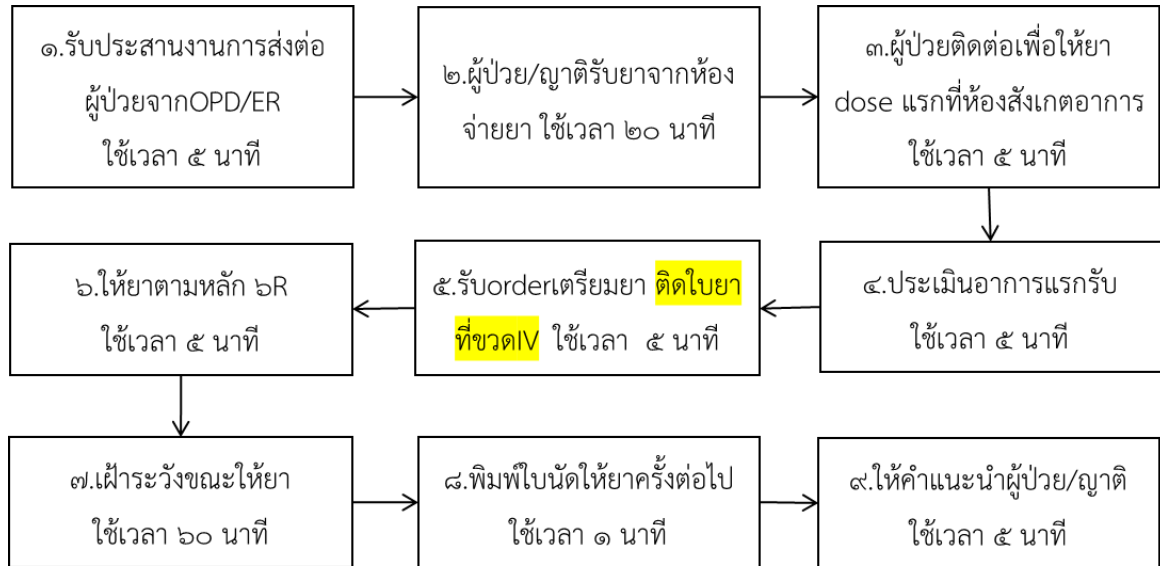 ๑.รับประสานงานการส่งต่อ
ผู้ป่วยจากOPD/ER
ใช้เวลา ๕ นาที
๒.ผู้ป่วย/ญาติรับยาจากห้อง
จ่ายยา ใช้เวลา ๒๐ นาที
๓.ผู้ป่วยติดต่อเพื่อให้ยา
dose แรกที่ห้องสังเกตอาการ
ใช้เวลา ๕ นาที
๔.ประเมินอาการแรกรับ
ใช้เวลา ๕ นาที
๕.รับorderเตรียมยา ติดใบยา
ที่ขวดIV ใช้เวลา ๕ นาที
๖.ให้ยาตามหลัก ๖R
ใช้เวลา ๕ นาที
๗.เฝ้าระวังขณะให้ยา
ใช้เวลา ๖๐ นาที
๘.พิมพ์ใบนัดให้ยาครั้งต่อไป
ใช้เวลา ๑ นาที
๙.ให้คำแนะนำผู้ป่วย/ญาติ
ใช้เวลา ๕ นาที